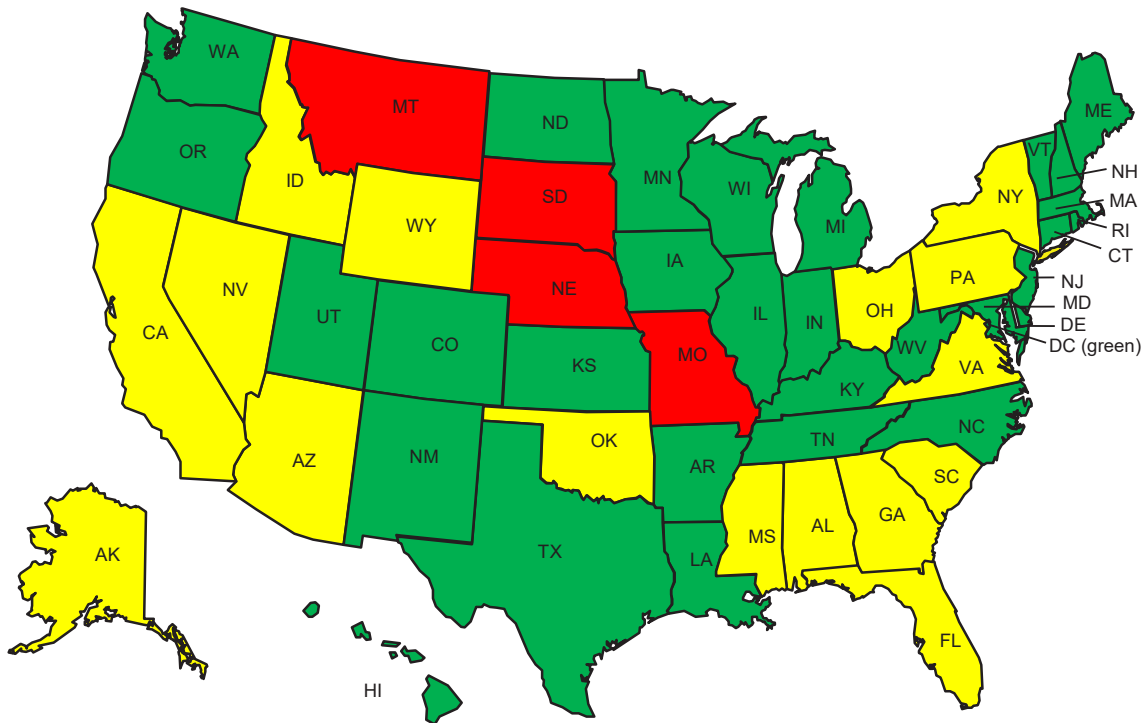 WA
MT
ND
ME
OR
ID
SD
MN
WI
MI
VT
NH
NY
MA
RI
CT
WY
NE
IA
PA
NJ
NV
UT
CO
KS
MO
IL
IN
OH
WV
MD
DE
DC (green)
CA
KY
VA
AZ
NM
OK
AR
TN
NC
SC
MS
AL
GA
AK
TX
LA
FL
HI